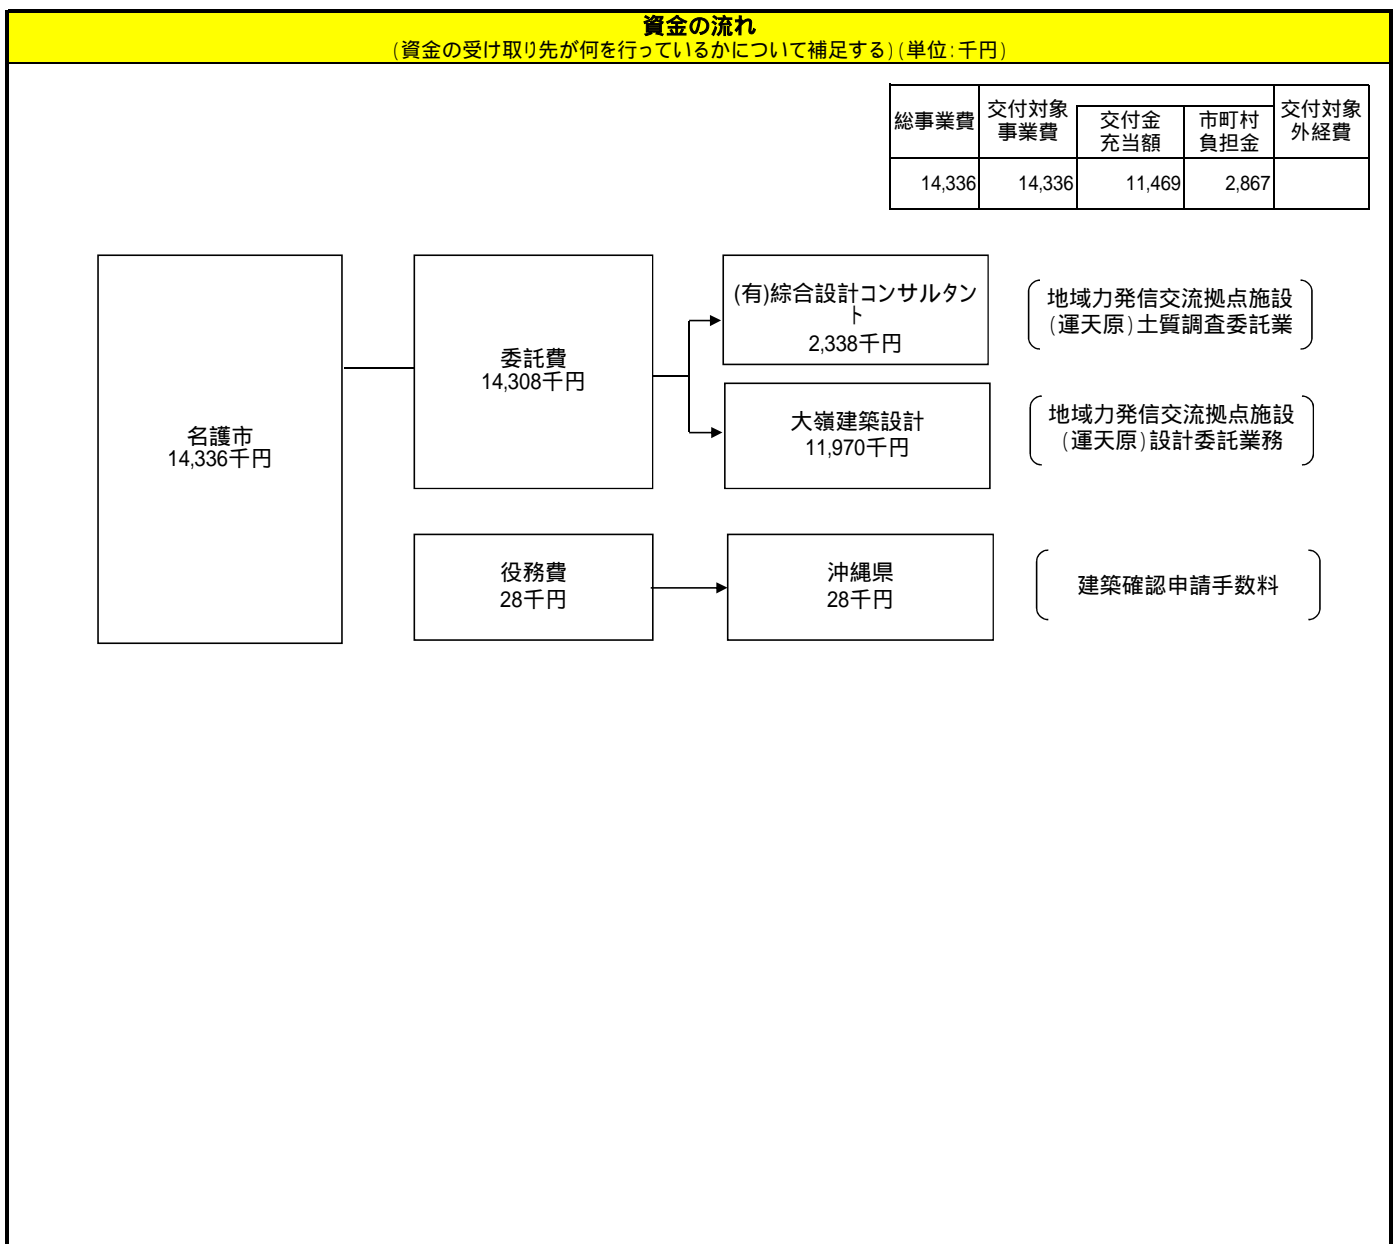 資金の流れ
(資金の受け取り先が何を行っているかについて補足する)(単位:千円)
総事業費
交付対象
事業費
交付金
充当額
市町村
負担金
交付対象
外経費
14,336
14,336
11,469
2,867
名護市
14,336千円
委託費
14,308千円
(有)綜合設計コンサルタン
ト
2,338千円
地域力発信交流拠点施設
(運天原)土質調査委託業
大嶺建築設計
11,970千円
地域力発信交流拠点施設
(運天原)設計委託業務
役務費
28千円
沖縄県
28千円
建築確認申請手数料